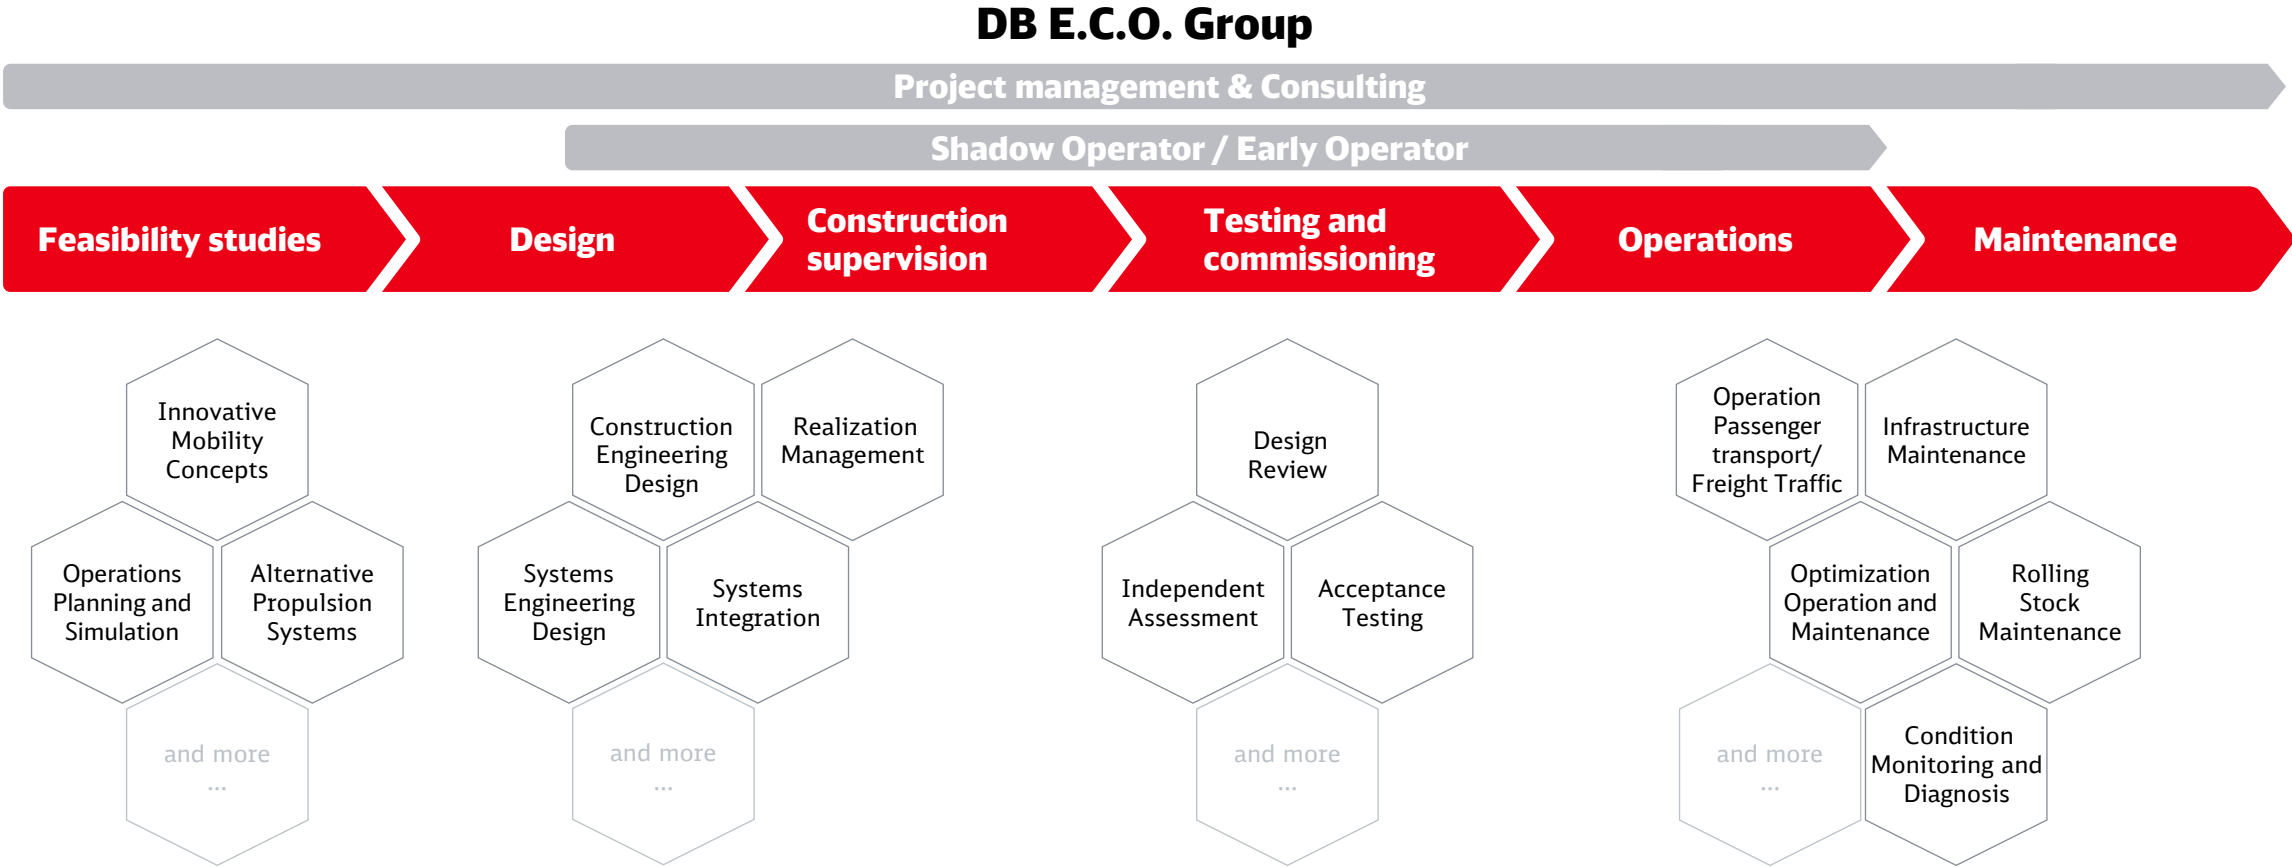 DB E.C.O. Group
Project management & Consulting
Shadow Operator / Early Operator
Feasibility studies
Design
Construction
supervision
Testing and
commissioning
Operations
Maintenance
Innovative
Mobility
Concepts
Operations
Planning and
Simulation
Alternative
Propulsion
Systems
and more
...
Construction
Engineering
Design
Realization
Management
Systems
Engineering
Design
Systems
Integration
and more
...
Design
Review
Independent
Assessment
Acceptance
Testing
and more
...
Operation
Passenger
transport/
Freight Traffic
Infrastructure
Maintenance
Optimization
Operation and
Maintenance
Rolling
Stock
Maintenance
and more
...
Condition
Monitoring and
Diagnosis